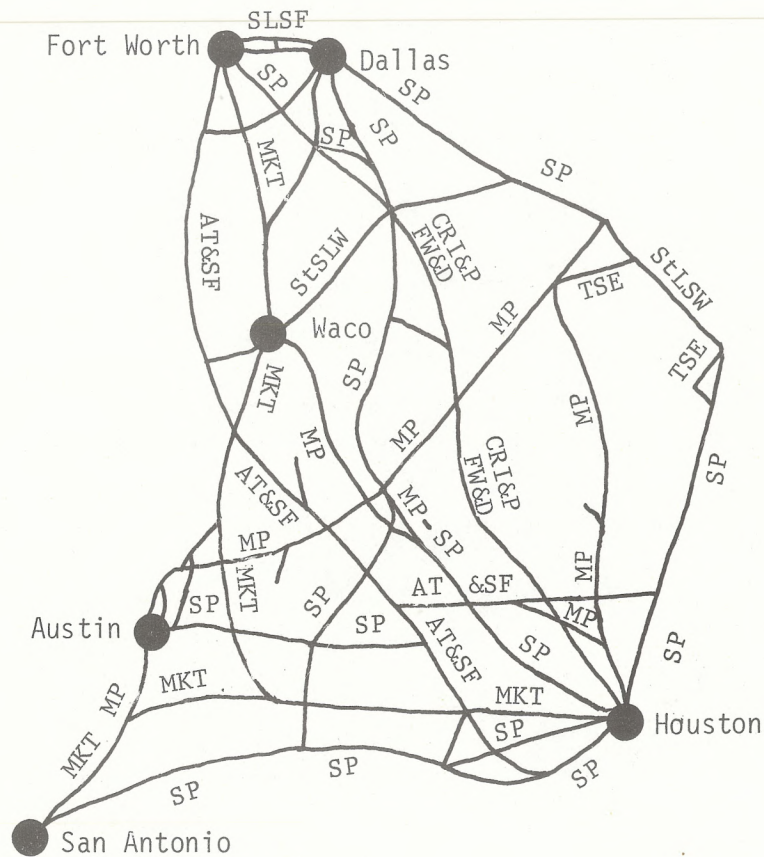 SLSF
Fort Worth
Dallas
SP
SP
SP
SP
MKT
SP
AT&SF
StSLW
CRI&P
FW&D
StLSW
TSE
MP
Waco
TSE
SP
MKT
MP
MP
MP
CRI&P
FW&D
SP
AT&SF
MP-SP
MP
MKT
SP
SP
AT &SF
MP
MP
Austin
SP
AT&SF
SP
SP
MKT
MP
MKT
SP
Houston
MKT
SP
SP
SP
San Antonio